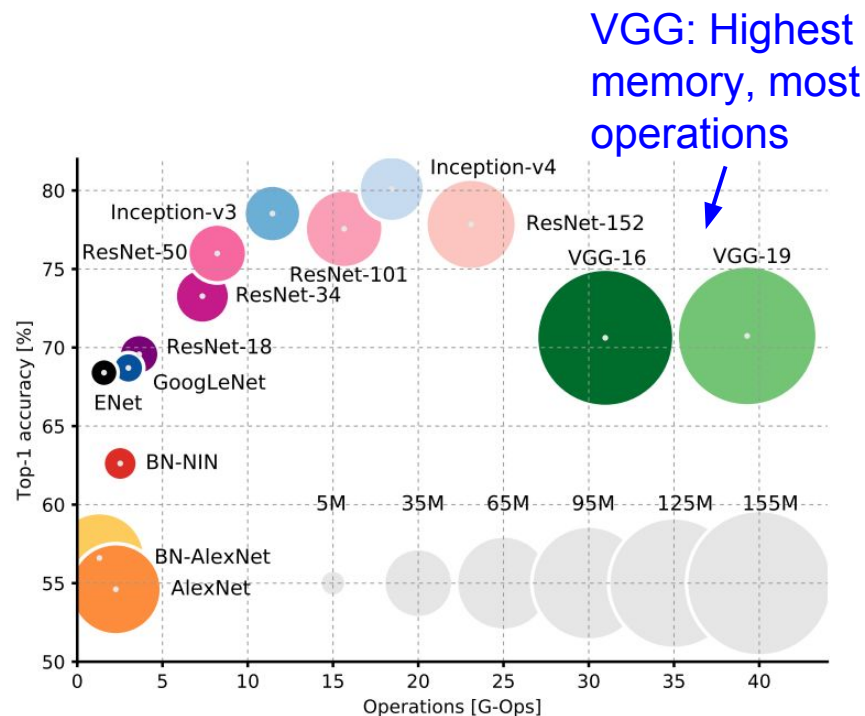 VGG: Highest
memory, most
operations
Inception-v4
80
Inception-v3
ResNet-152
ResNet-50
VGG-16
VGG-19
75
ResNet-101
ResNet-34
70
ResNet-18
GoogLeNet
ENet
Top-1 accuracy [%]
65
BN-NIN
60
5M 35M 65M 95M 125M 155M
BN-AlexNet
55
AlexNet
50
0 5 10 15 20 25 30 35 40
Operations [G-Ops]